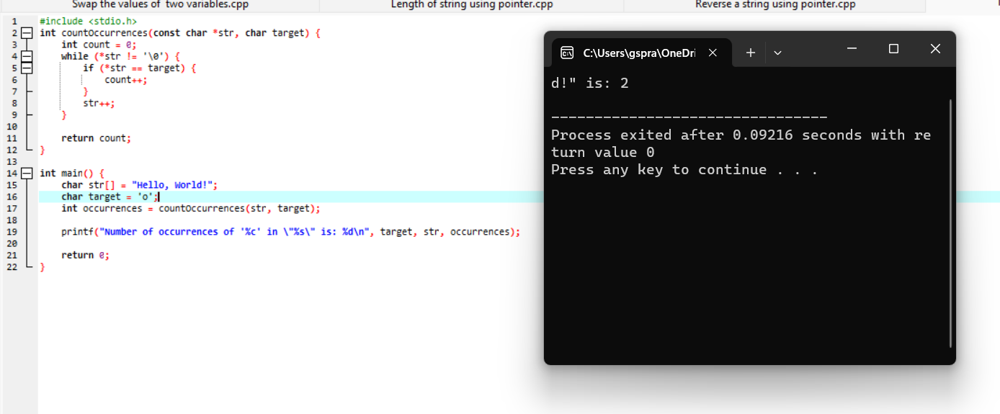 Swap the values of  two variables.cpp
Length of string using pointer.cpp
Reverse a string using pointer.cpp
1 #include <stdio.h>
2 int countOccurrences(const char *str, char target) {
3     int count = 0;
4     while (*str != '\0') {
5         if (*str == target) {
6             count++;
7         }
8         str++;
9     }
10
11     return count;
12 }
13
14 int main() {
15     char str[] = "Hello, World!";
16     char target = 'o';
17     int occurrences = countOccurrences(str, target);
18
19     printf("Number of occurrences of '%c' in \"%s\" is: %d\n", target, str, occurrences);
20
21     return 0;
22 }
C:\Users\gspra\OneDri
d!" is: 2
--------------------------------
Process exited after 0.09216 seconds with re
turn value 0
Press any key to continue . . .